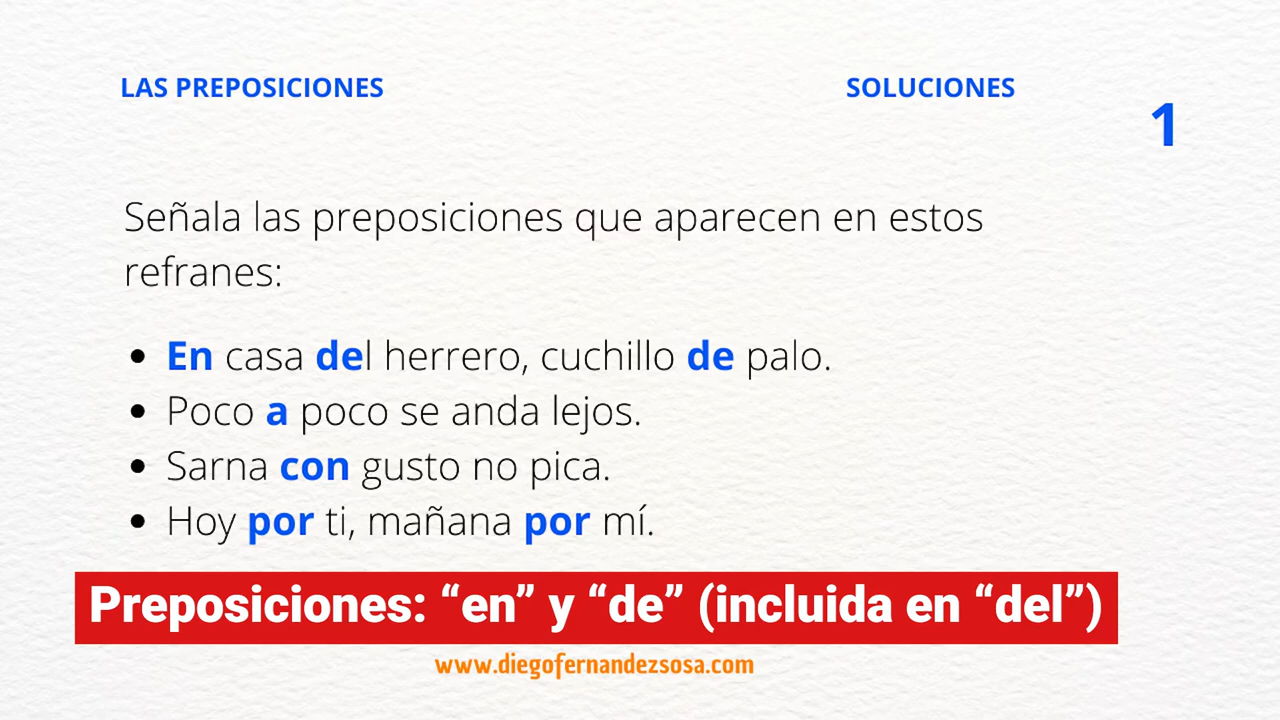 LAS PREPOSICIONES
SOLUCIONES
1
Señala las preposiciones que aparecen en estos
refranes:
• En casa del herrero, cuchillo de palo.
• Poco a poco se anda lejos.
• Sarna con gusto no pica.
• Hoy por ti, mañana por mí.
Preposiciones: “en” y “de” (incluida en “del”)
www.diegofernandezsosa.com